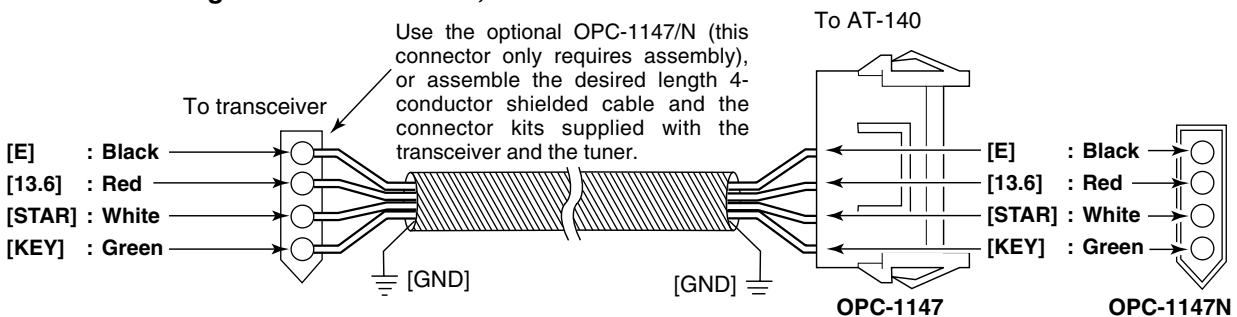 To AT-140
Use the optional OPC-1147/N (this
connector only requires assembly),
or assemble the desired length 4-
conductor shielded cable and the
connector kits supplied with the
transceiver and the tuner.
To transceiver
[E] : Black
[13.6] : Red
[STAR] : White
[KEY] : Green
[GND]
[GND]
[E] : Black
[13.6] : Red
[STAR] : White
[KEY] : Green
OPC-1147
OPC-1147N